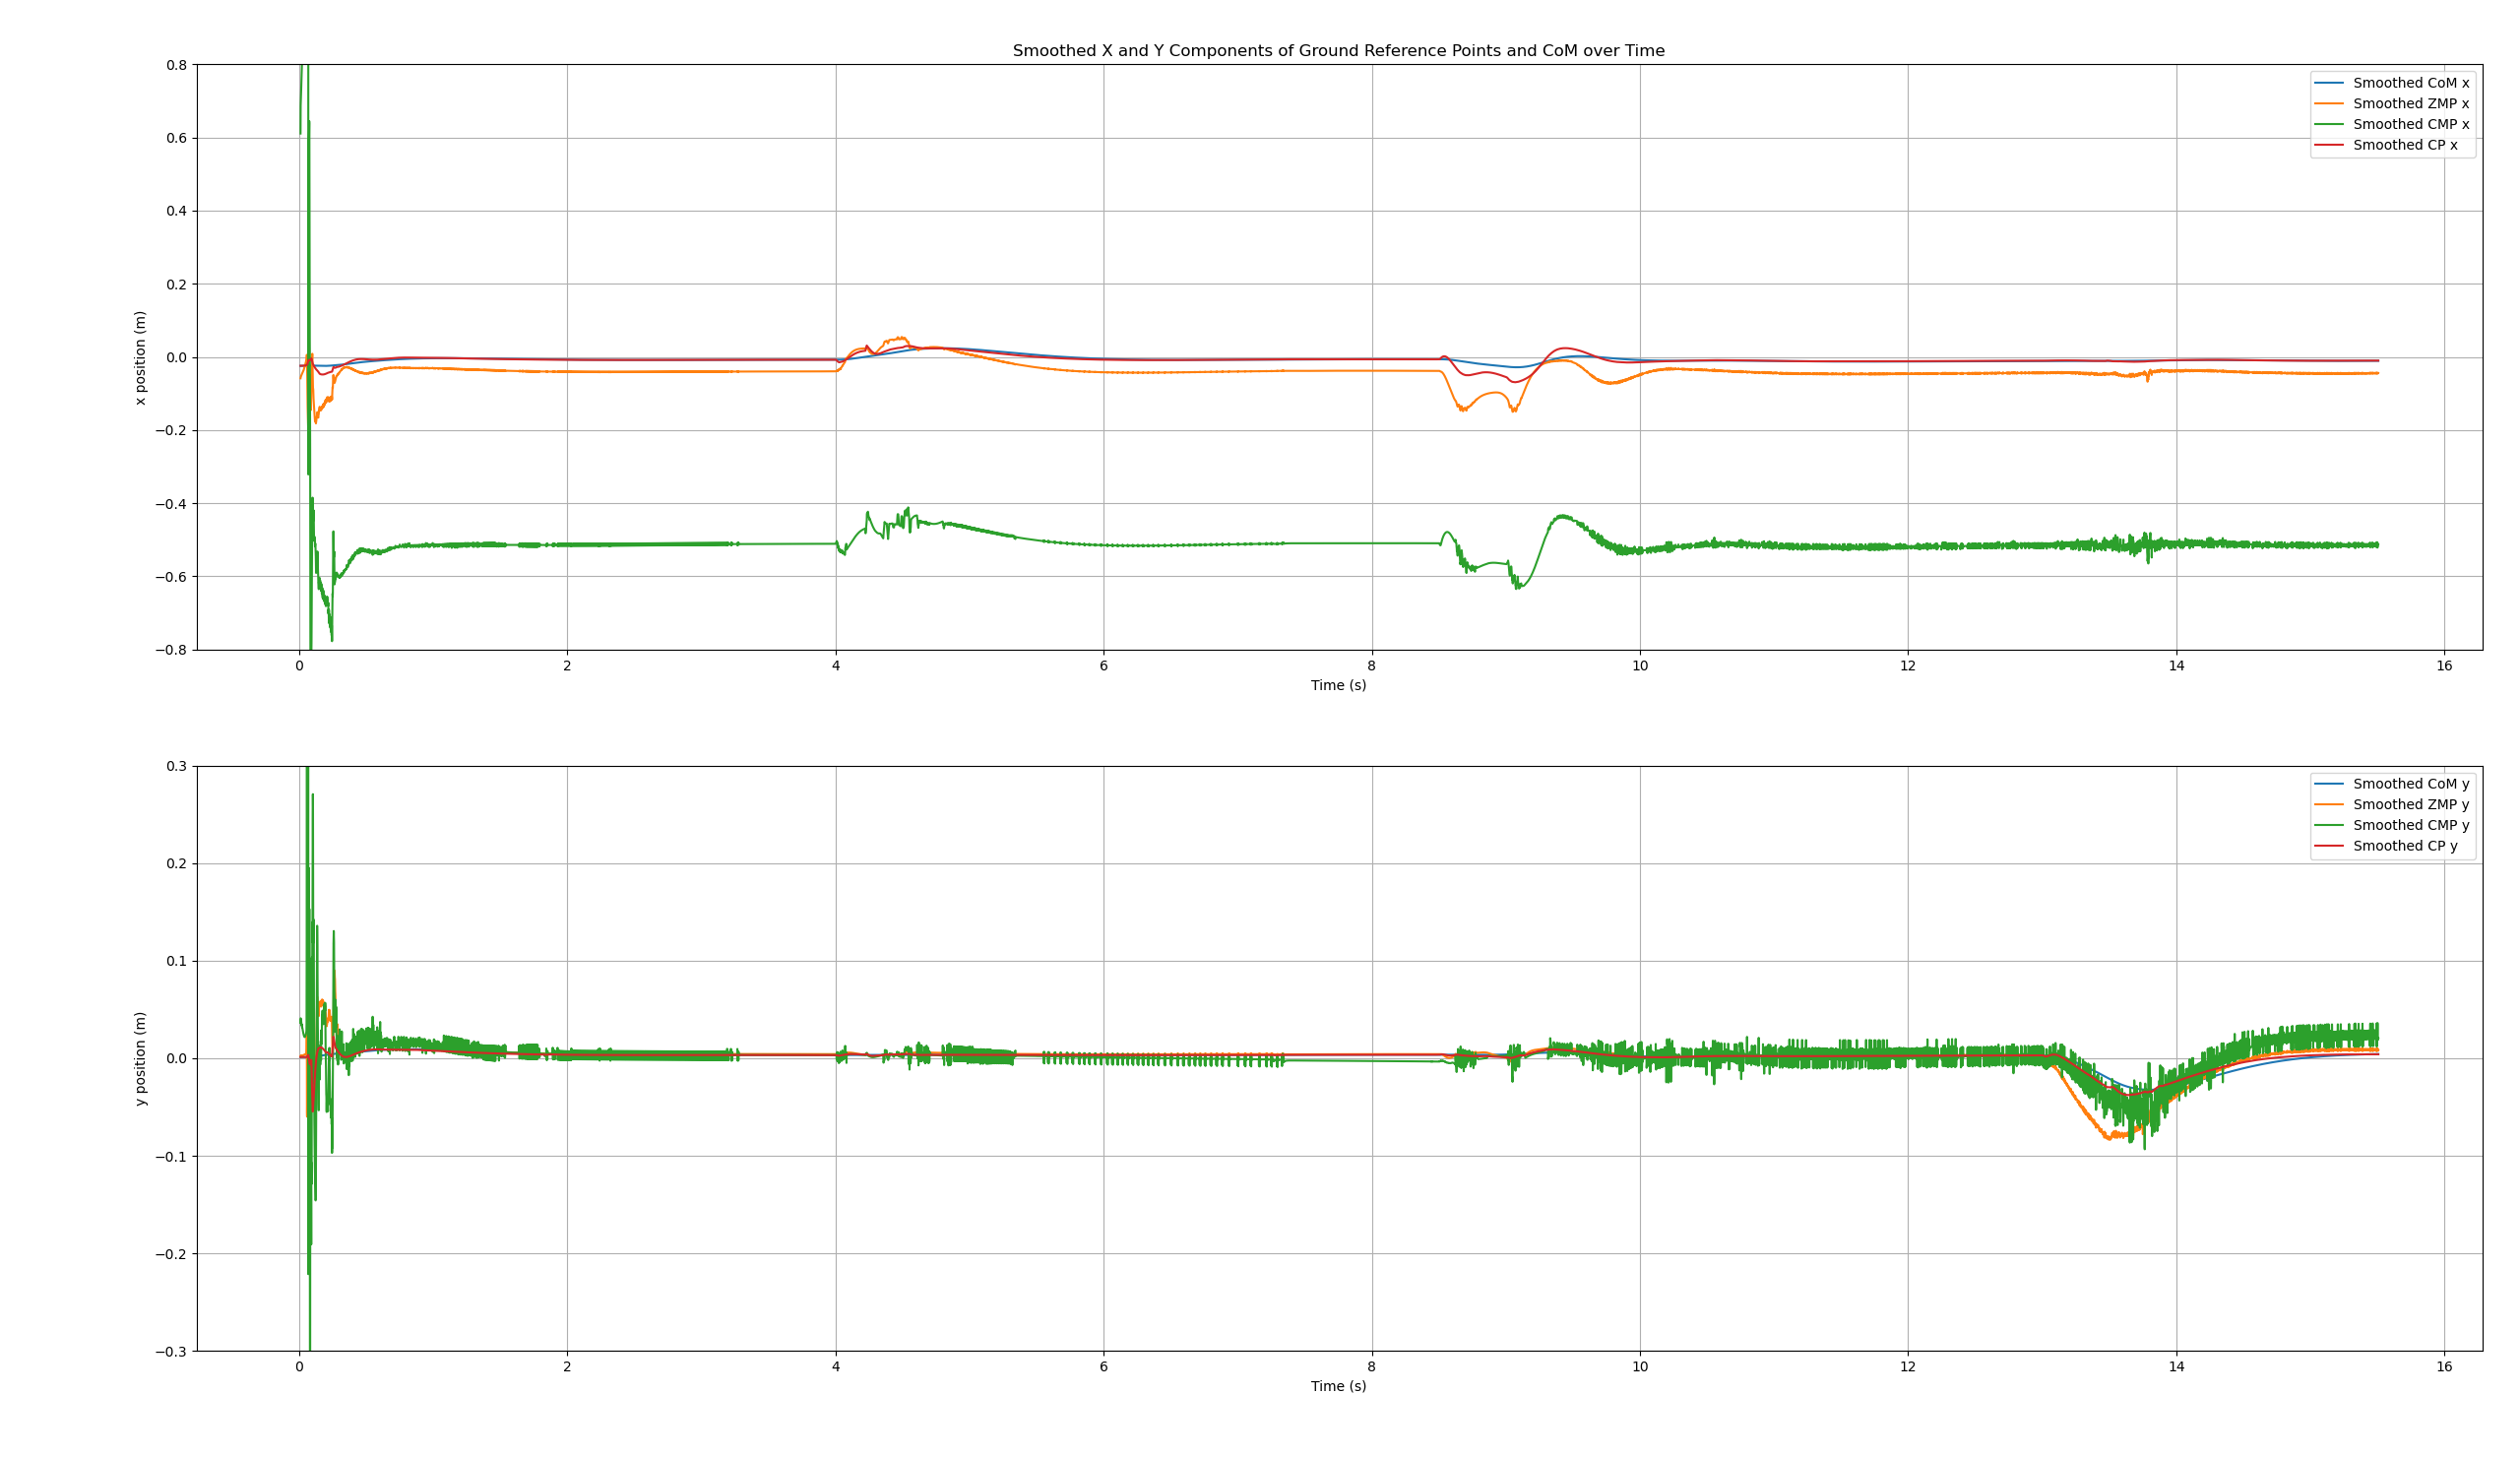 Smoothed X and Y Components of Ground Reference Points and CoM over Time
0.8
0.6
0.4
0.2
0.0
−0.2
−0.4
−0.6
−0.8
x position (m)
Smoothed CoM x
Smoothed ZMP x
Smoothed CMP x
Smoothed CP x
0 2 4 6 8 10 12 14 16
Time (s)
0.3
0.2
0.1
0.0
−0.1
−0.2
−0.3
y position (m)
Smoothed CoM y
Smoothed ZMP y
Smoothed CMP y
Smoothed CP y
0 2 4 6 8 10 12 14 16
Time (s)